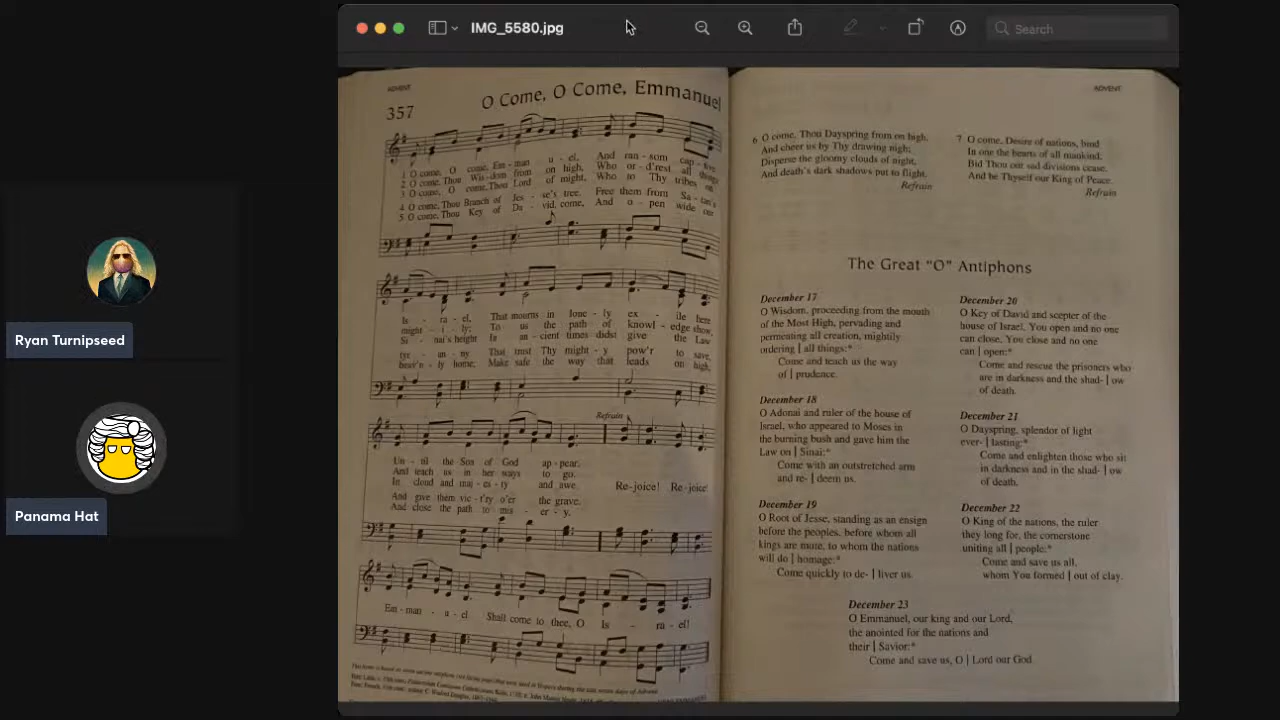 IMG_5580.jpg
Search
Ryan Turnipseed
Panama Hat
ADVENT
357
O Come, O Come, Emmanuel
1 O come, O come, Em - man - u - el, And ran - som cap - tive
2 O come, Thou Wis - dom from on high, Who or - d'rest all things
3 O come, O come, Thou Lord of might, Who to Thy tribes on
4 O come, Thou Branch of Jes - se's tree, Free them from Sa - tan's
5 O come, Thou Key of Da - vid, come, And o - pen wide our
Is - ra - el, That mourns in lone - ly ex - ile here
might - i - ly; To us the path of knowl - edge show,
Si - nai's height In an - cient times didst give the Law
tyr - an - ny That trust Thy might - y pow'r to save,
heav'n - ly home; Make safe the way that leads on high,
Refrain
Un - til the Son of God ap - pear.
And teach us in her ways to go.
In cloud and maj - es - ty and awe.
And give them vic - t'ry o'er the grave.
And close the path to mis - er - y.
Re - joice! Re - joice!
Em - man - u - el Shall come to thee, O Is - ra - el!
ADVENT
6 O come, Thou Dayspring from on high,
And cheer us by Thy drawing nigh;
Disperse the gloomy clouds of night,
And death's dark shadows put to flight.
Refrain
7 O come, Desire of nations, bind
In one the hearts of all mankind;
Bid Thou our sad divisions cease,
And be Thyself our King of Peace.
Refrain
The Great "O" Antiphons
December 17
O Wisdom, proceeding from the mouth
of the Most High, pervading and
permeating all creation, mightily
ordering | all things:*
Come and teach us the way
of | prudence.
December 18
O Adonai and ruler of the house of
Israel, who appeared to Moses in
the burning bush and gave him the
Law on | Sinai:*
Come with an outstretched arm
and re- | deem us.
December 19
O Root of Jesse, standing as an ensign
before the peoples, before whom all
kings are mute, to whom the nations
will do | homage:*
Come quickly to de- | liver us.
December 20
O Key of David and scepter of the
house of Israel, You open and no one
can close, You close and no one
can | open:*
Come and rescue the prisoners who
are in darkness and the shad- | ow
of death.
December 21
O Dayspring, splendor of light
ever- | lasting:*
Come and enlighten those who sit
in darkness and in the shad- | ow
of death.
December 22
O King of the nations, the ruler
they long for, the cornerstone
uniting all | people:*
Come and save us all,
whom You formed | out of clay.
December 23
O Emmanuel, our king and our Lord,
the anointed for the nations and
their | Savior:*
Come and save us, O | Lord our God.